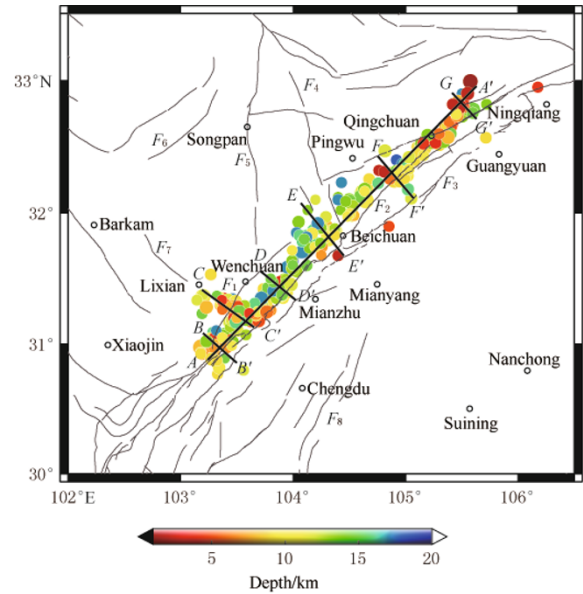 33°N
F4
G
A′
Ningqiang
Qingchuan
F6
Songpan
Pingwu
F
G′
F5
Guangyuan
F3
E
F2
F′
32°
Barkam
Beichuan
F7
D
Wenchuan
E′
Lixian
C
F1
D′
Mianyang
Mianzhu
B
C′
31°
Xiaojin
A
B′
Nanchong
Chengdu
F8
Suining
30°
102°E 103° 104° 105° 106°
5 10 15 20
Depth/km